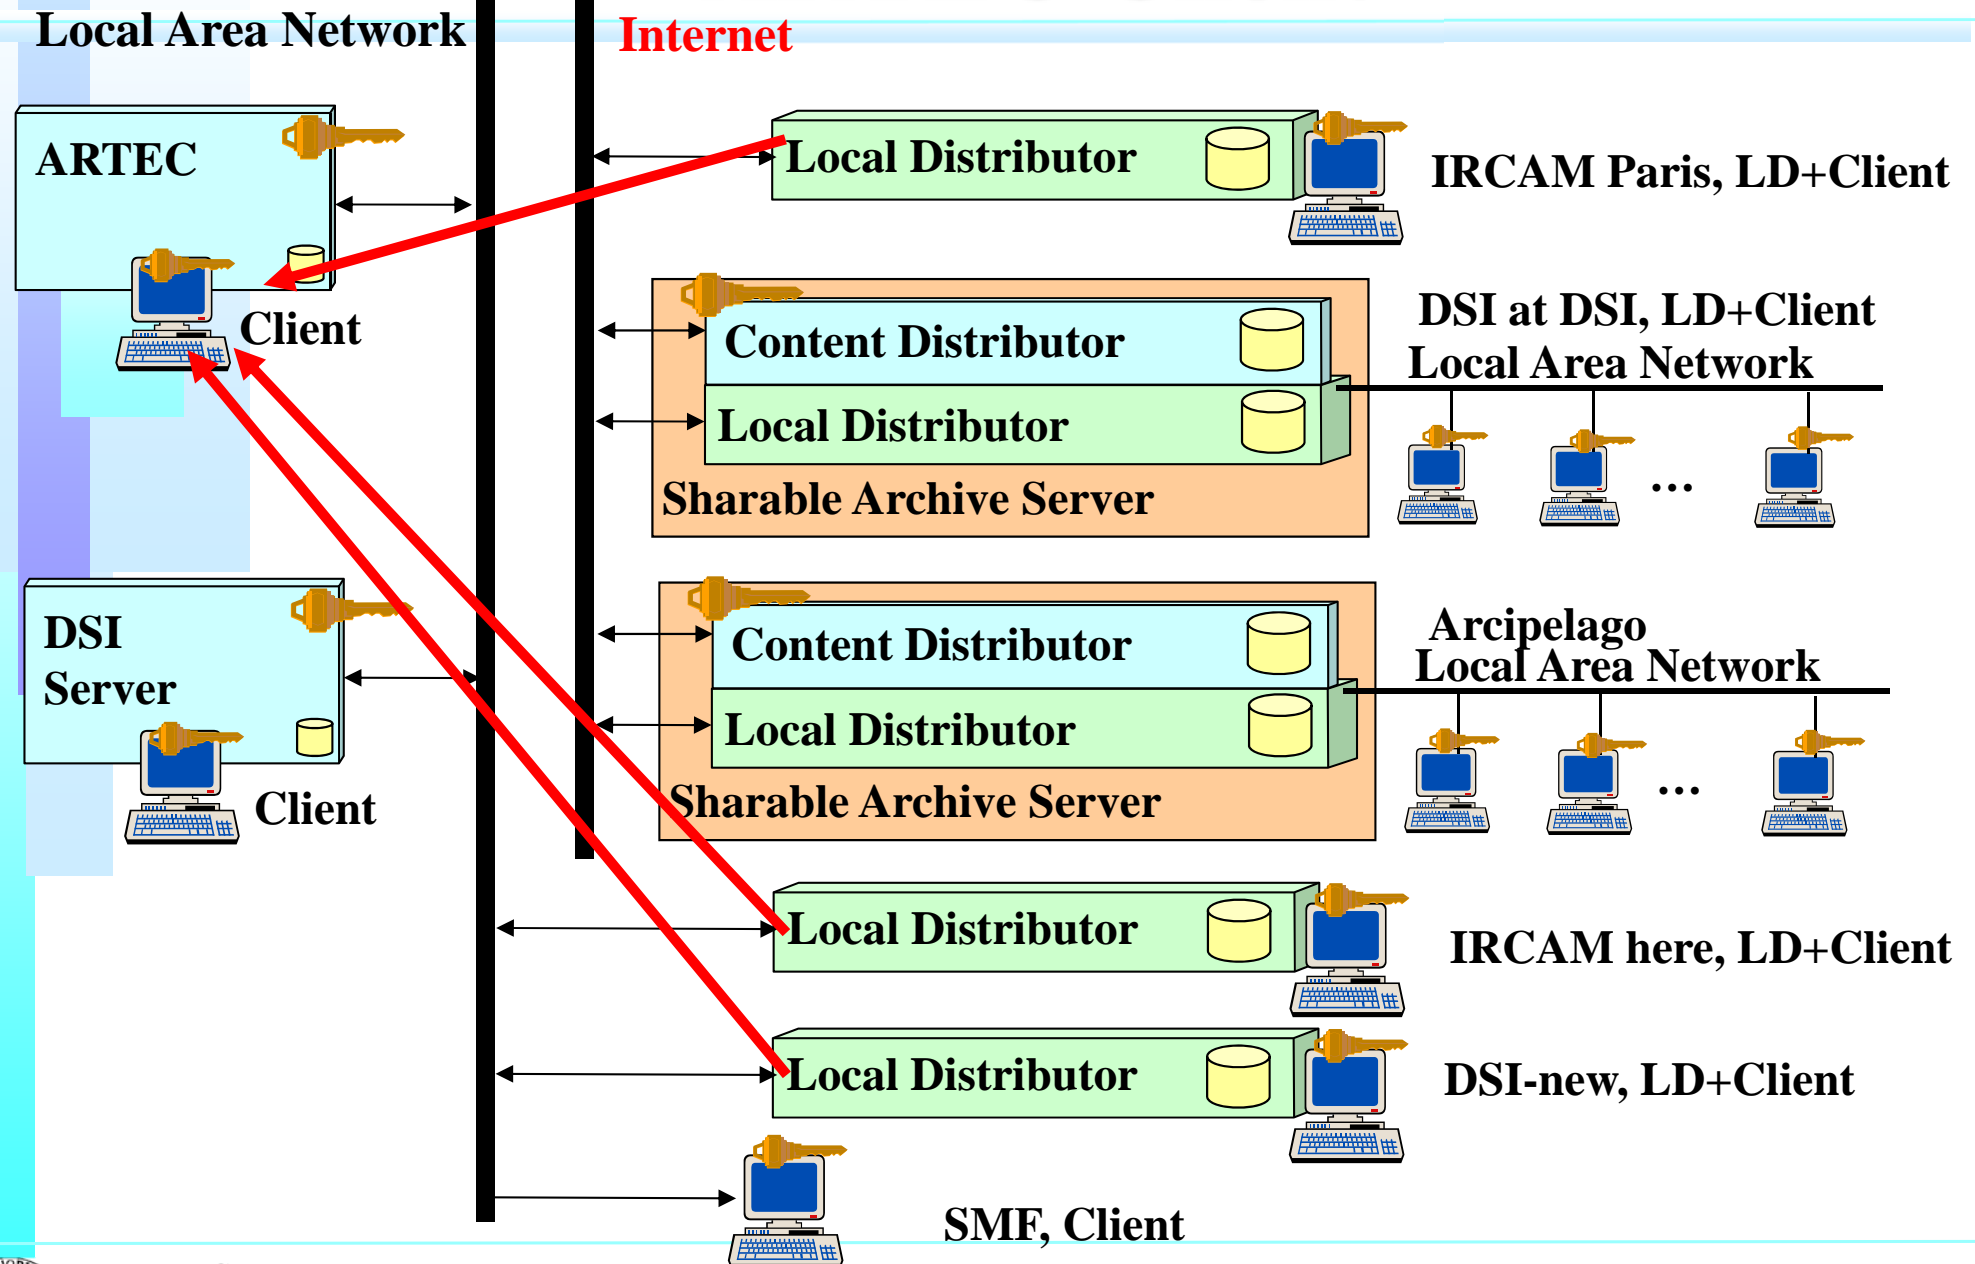 Local Area Network
Internet
ARTEC
Local Distributor
IRCAM Paris, LD+Client
Client
Content Distributor
Local Distributor
Sharable Archive Server
DSI at DSI, LD+Client
Local Area Network
...
DSI
Server
Client
Content Distributor
Local Distributor
Sharable Archive Server
Arcipelago
Local Area Network
...
Local Distributor
IRCAM here, LD+Client
Local Distributor
DSI-new, LD+Client
SMF, Client